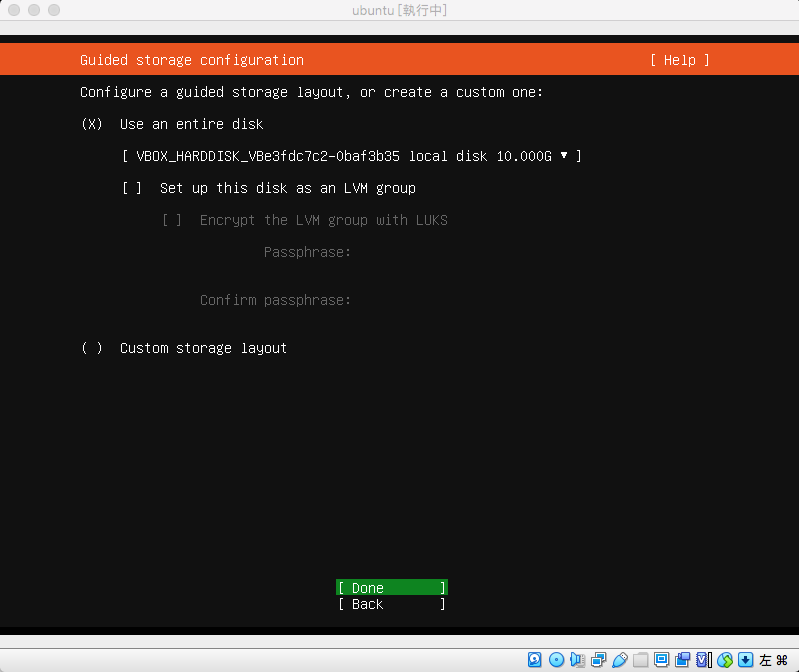 ubuntu [執行中]
Guided storage configuration [ Help ]
Configure a guided storage layout, or create a custom one:
(X) Use an entire disk
[ VBOX_HARDDISK_VBe3fdc7c2-0baf3b35 local disk 10.000G ▼ ]
[ ] Set up this disk as an LVM group
[ ] Encrypt the LVM group with LUKS
Passphrase:
Confirm passphrase:
( ) Custom storage layout
[ Done ]
[ Back ]
左 ⌘